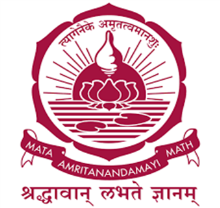 त्यागेनैके अमृतत्वमानशुः
MATA AMRITANANDAMAYI MATH
श्रद्धावान् लभते ज्ञानम्